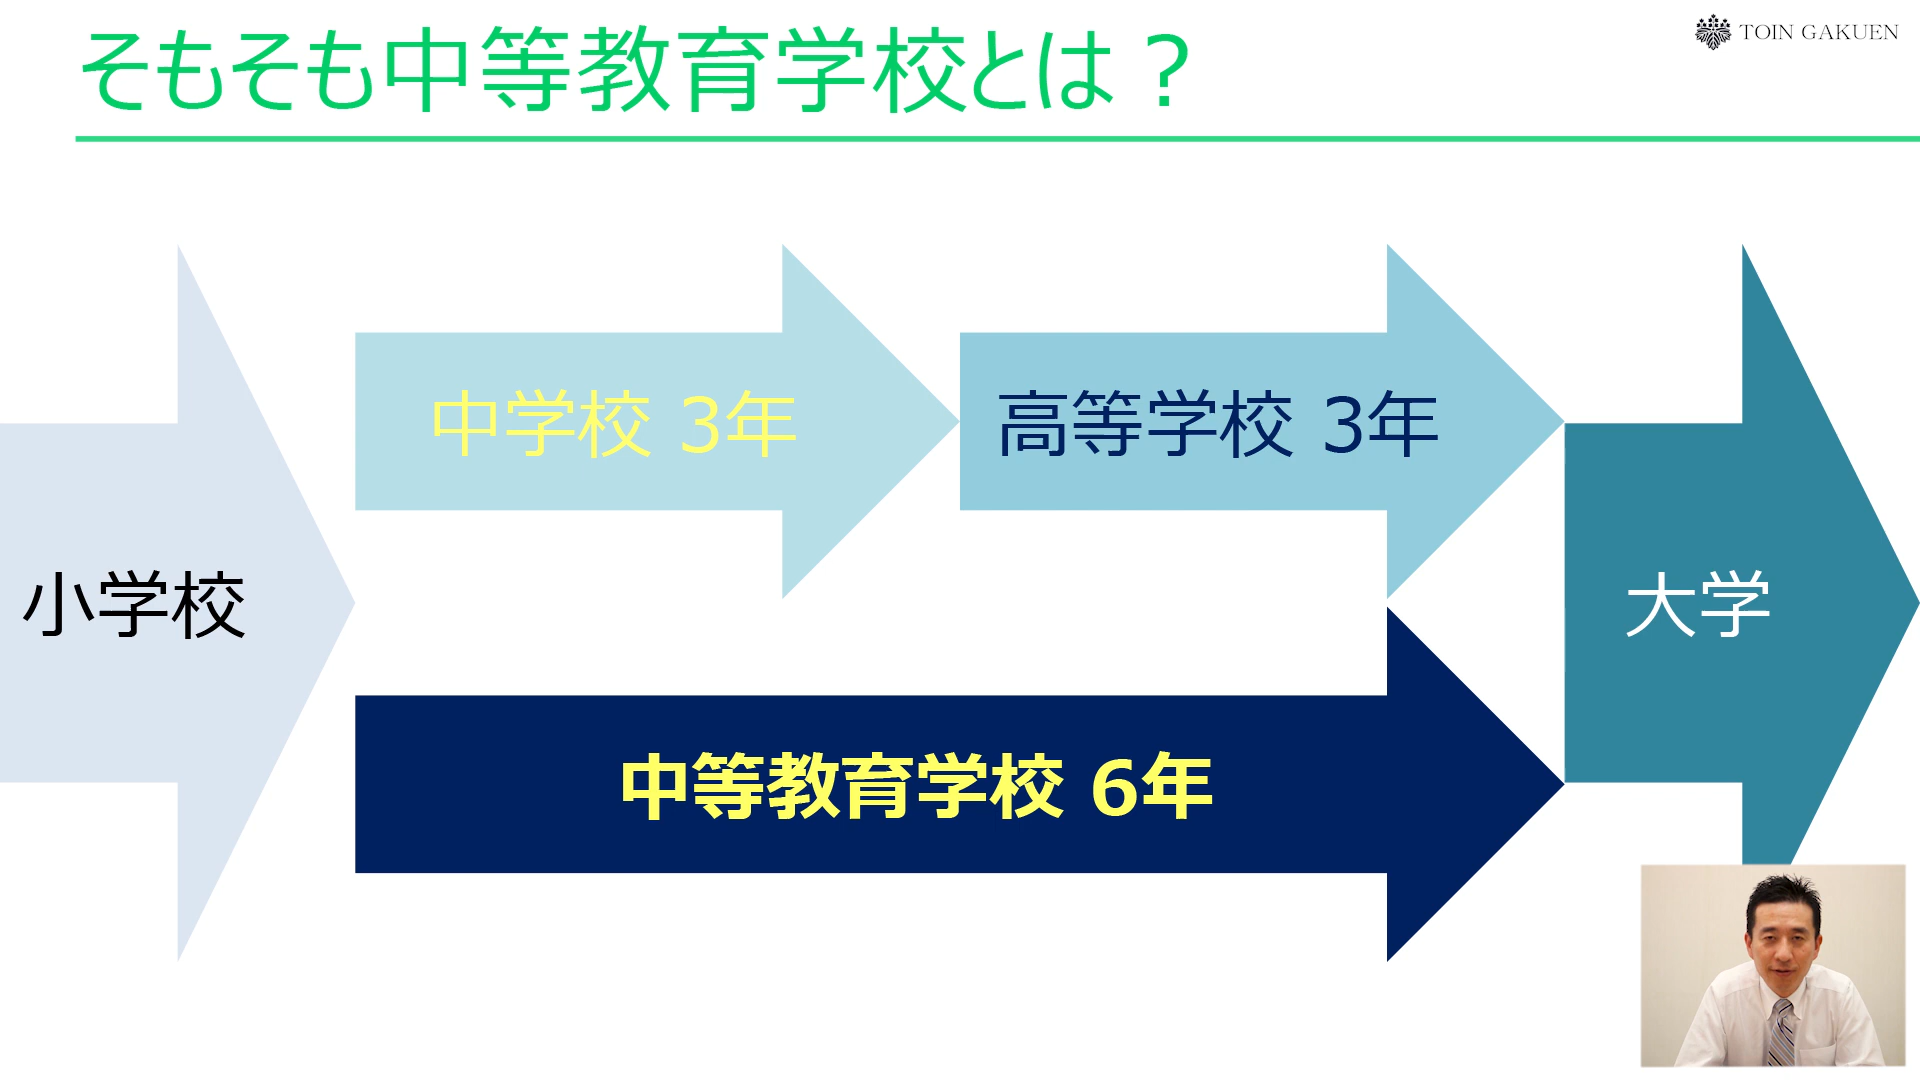 そもそも中等教育学校とは？
TOIN GAKUEN
中学校 3年
高等学校 3年
小学校
大学
中等教育学校 6年